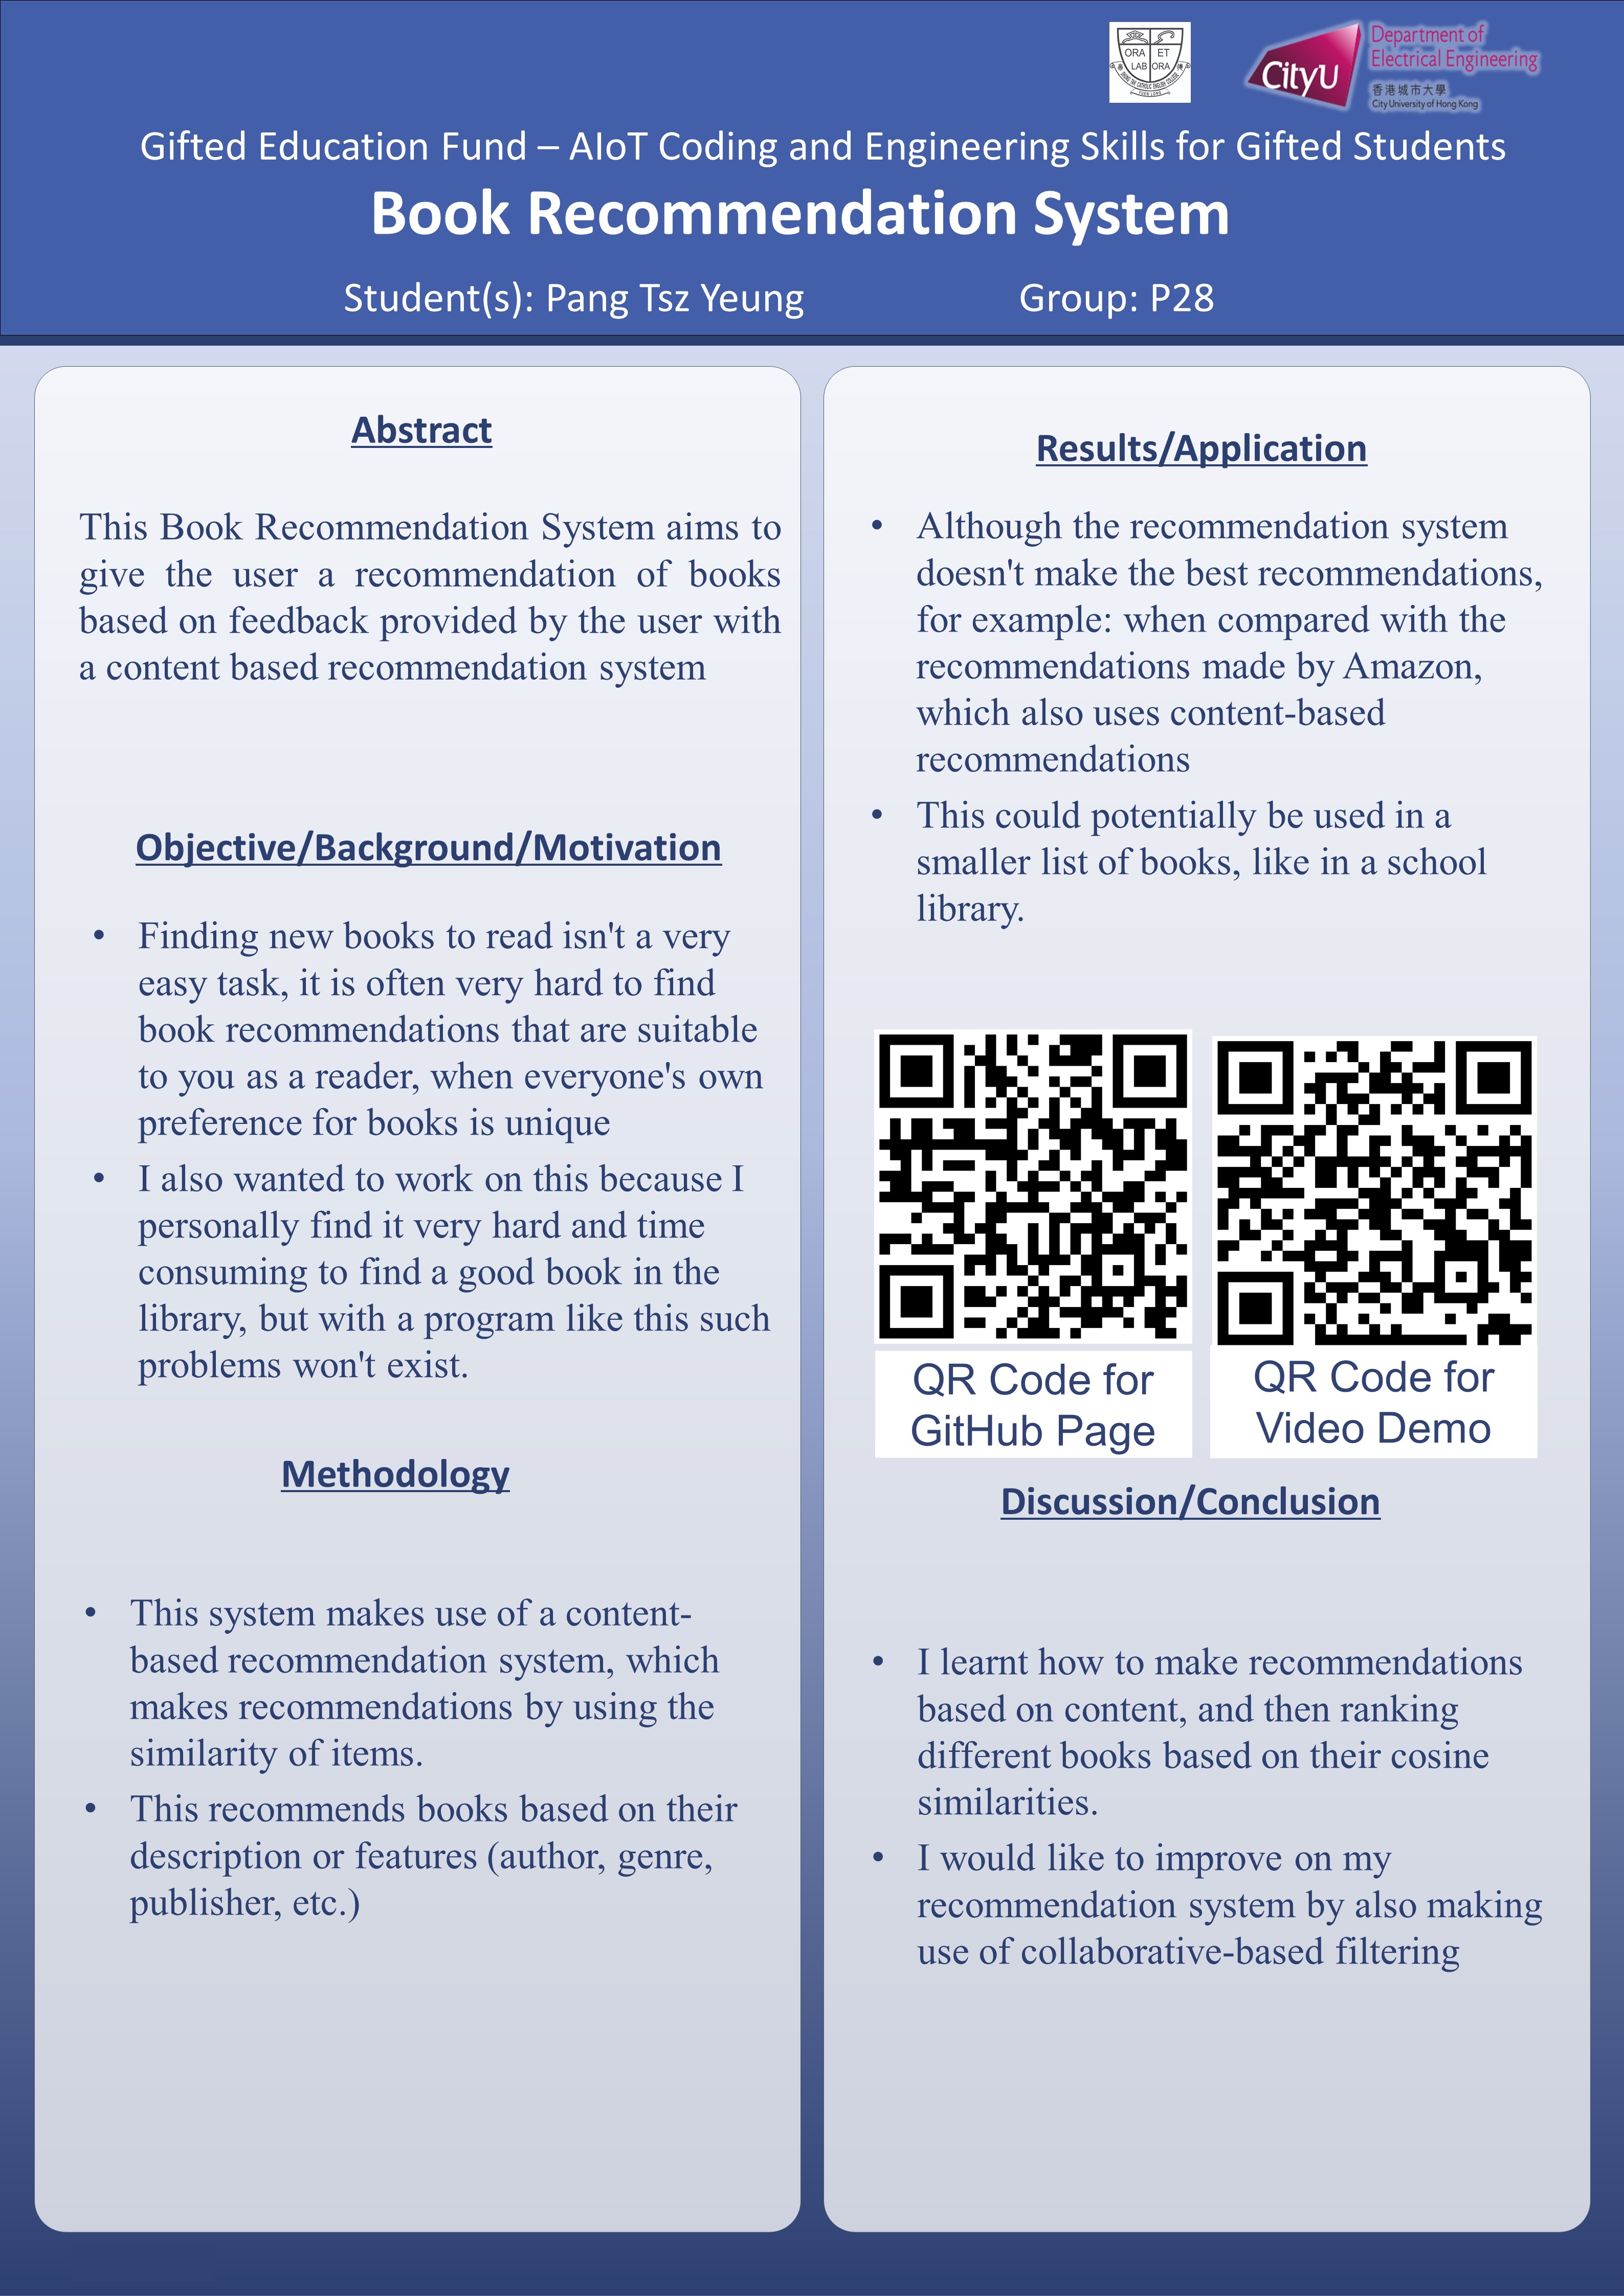 ORA ET
LAB ORA
CityU
Department of
Electrical Engineering
香港城市大學
City University of Hong Kong
Gifted Education Fund – AIoT Coding and Engineering Skills for Gifted Students
Book Recommendation System
Student(s): Pang Tsz Yeung Group: P28
Abstract
This Book Recommendation System aims to
give the user a recommendation of books
based on feedback provided by the user with
a content based recommendation system
Objective/Background/Motivation
• Finding new books to read isn't a very
easy task, it is often very hard to find
book recommendations that are suitable
to you as a reader, when everyone's own
preference for books is unique
• I also wanted to work on this because I
personally find it very hard and time
consuming to find a good book in the
library, but with a program like this such
problems won't exist.
Methodology
• This system makes use of a content-
based recommendation system, which
makes recommendations by using the
similarity of items.
• This recommends books based on their
description or features (author, genre,
publisher, etc.)
Results/Application
• Although the recommendation system
doesn't make the best recommendations,
for example: when compared with the
recommendations made by Amazon,
which also uses content-based
recommendations
• This could potentially be used in a
smaller list of books, like in a school
library.
QR Code for
GitHub Page
QR Code for
Video Demo
Discussion/Conclusion
• I learnt how to make recommendations
based on content, and then ranking
different books based on their cosine
similarities.
• I would like to improve on my
recommendation system by also making
use of collaborative-based filtering